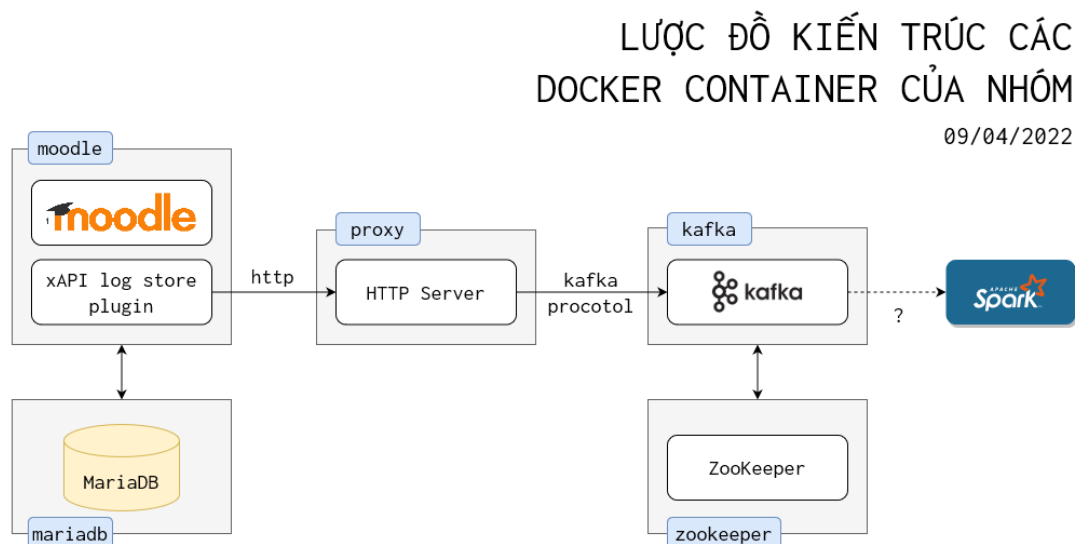 LƯỢC ĐỒ KIẾN TRÚC CÁC
DOCKER CONTAINER CỦA NHÓM
09/04/2022
moodle
moodle
xAPI log store
plugin
http
proxy
HTTP Server
kafka
procotol
kafka
kafka
?
APACHE
Spark
MariaDB
mariadb
ZooKeeper
zookeeper